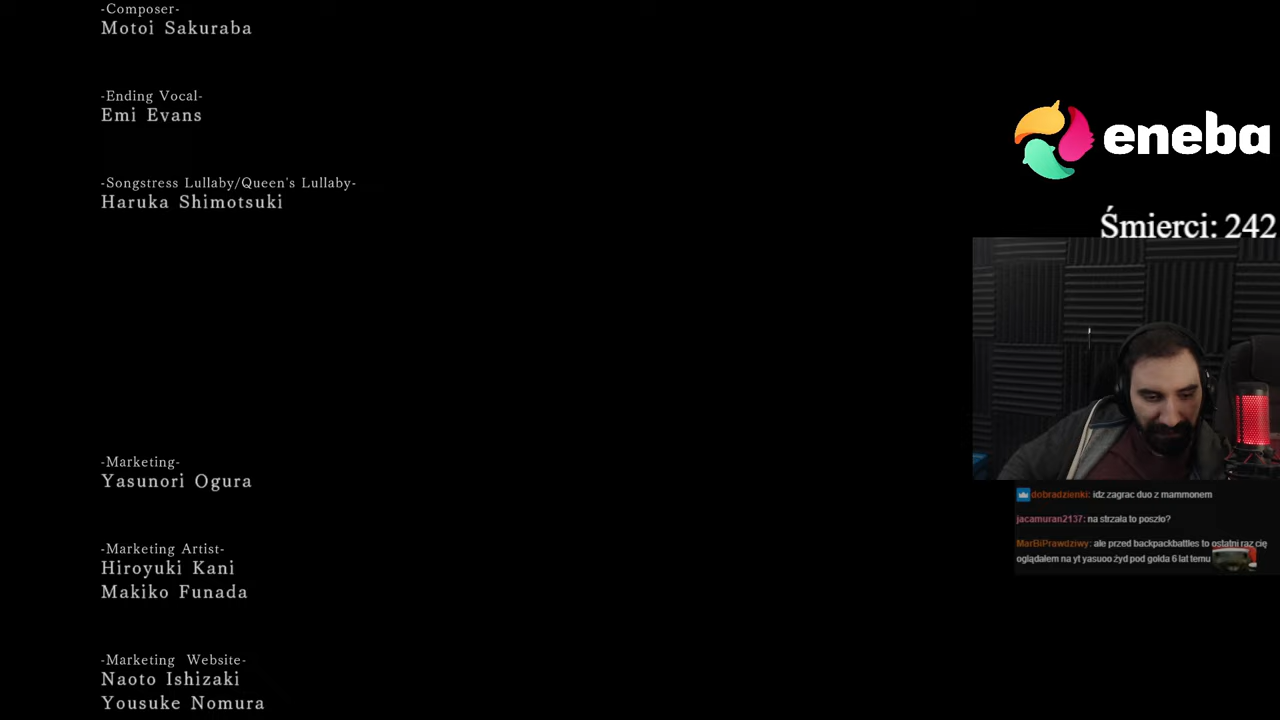 -Composer-
Motoi Sakuraba
-Ending Vocal-
Emi Evans
-Songstress Lullaby/Queen's Lullaby-
Haruka Shimotsuki
-Marketing-
Yasunori Ogura
-Marketing Artist-
Hiroyuki Kani
Makiko Funada
-Marketing Website-
Naoto Ishizaki
Yousuke Nomura
eneba
Śmierci: 242
dobradzienki: idz zagrac duo z mammonem
jacamuran2137: na strzała to poszło?
MarBiPrawdziwy: ale przed backpackbattles to ostatni raz cię
oglądałem na yt yasuoo żyd pod golda 6 lat temu